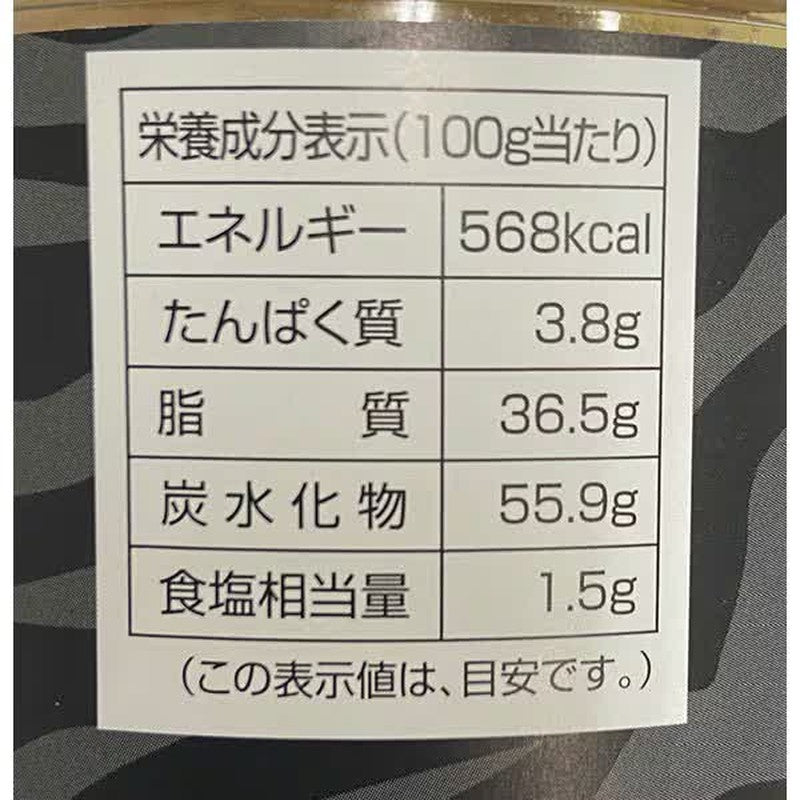 栄養成分表示(100g当たり)
エネルギー 568kcal
たんぱく質 3.8g
脂質 36.5g
炭水化物 55.9g
食塩相当量 1.5g
(この表示値は、目安です。)